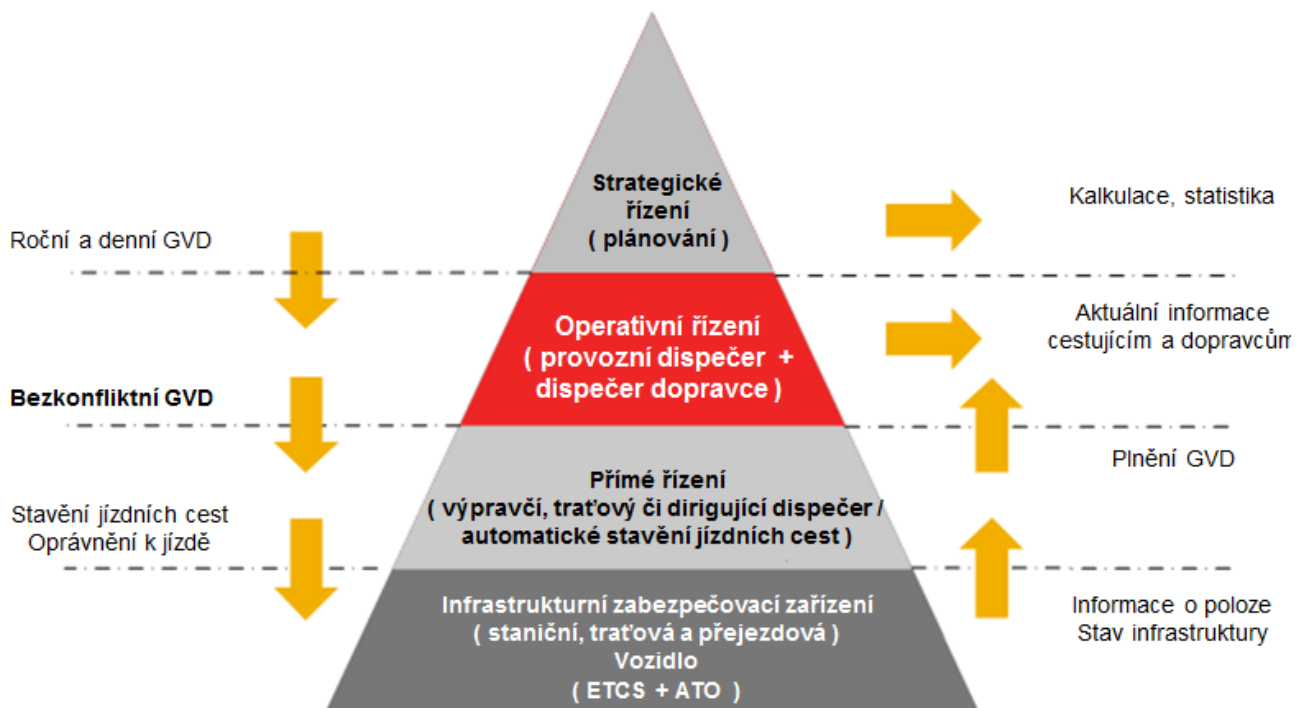 Strategické
řízení
( plánování )
Kalkulace, statistika
Roční a denní GVD
Operativní řízení
( provozní dispečer +
dispečer dopravce )
Aktuální informace
cestujícím a dopravcům
Bezkonfliktní GVD
Plnění GVD
Přímé řízení
( výpravčí, traťový či dirigující dispečer /
automatické stavění jízdních cest )
Stavění jízdních cest
Oprávnění k jízdě
Infrastrukturní zabezpečovací zařízení
( staniční, traťová a přejezdová )
Vozidlo
( ETCS + ATO )
Informace o poloze
Stav infrastruktury